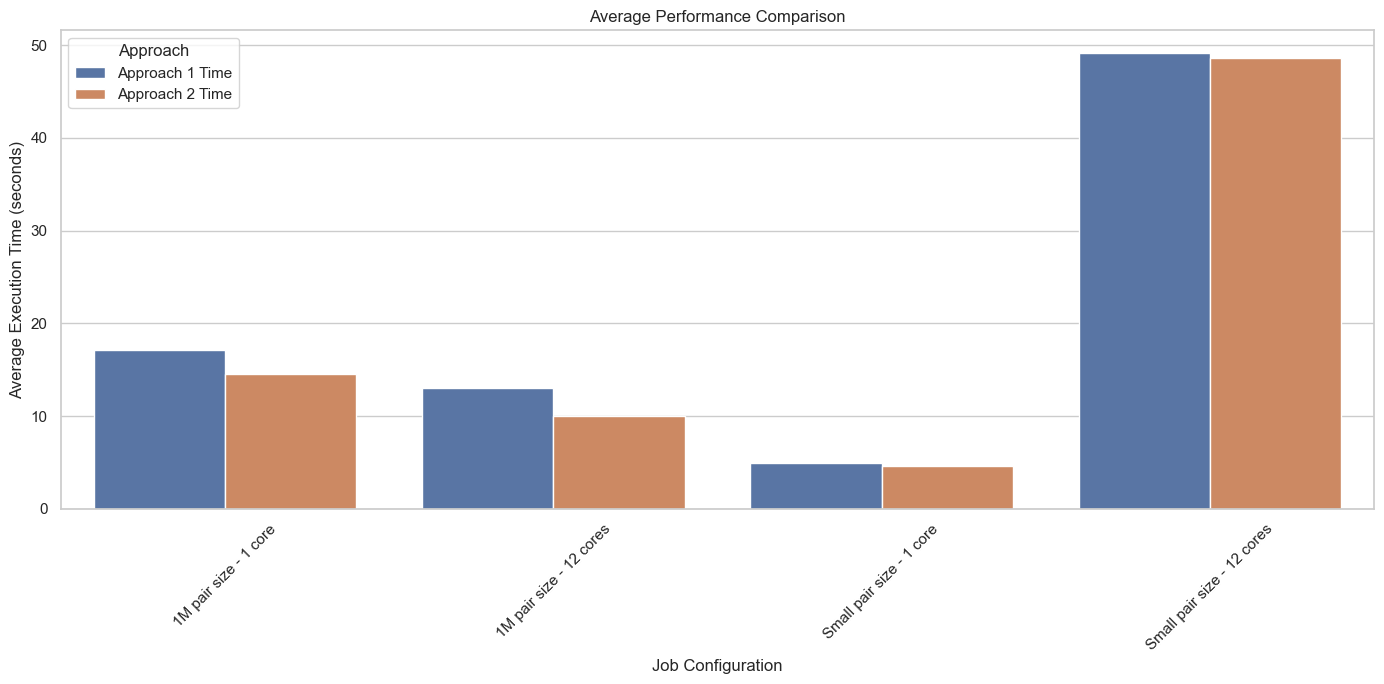 Average Performance Comparison
Approach
Approach 1 Time
Approach 2 Time
Average Execution Time (seconds)
50
40
30
20
10
0
1M pair size - 1 core
1M pair size - 12 cores
Small pair size - 1 core
Small pair size - 12 cores
Job Configuration